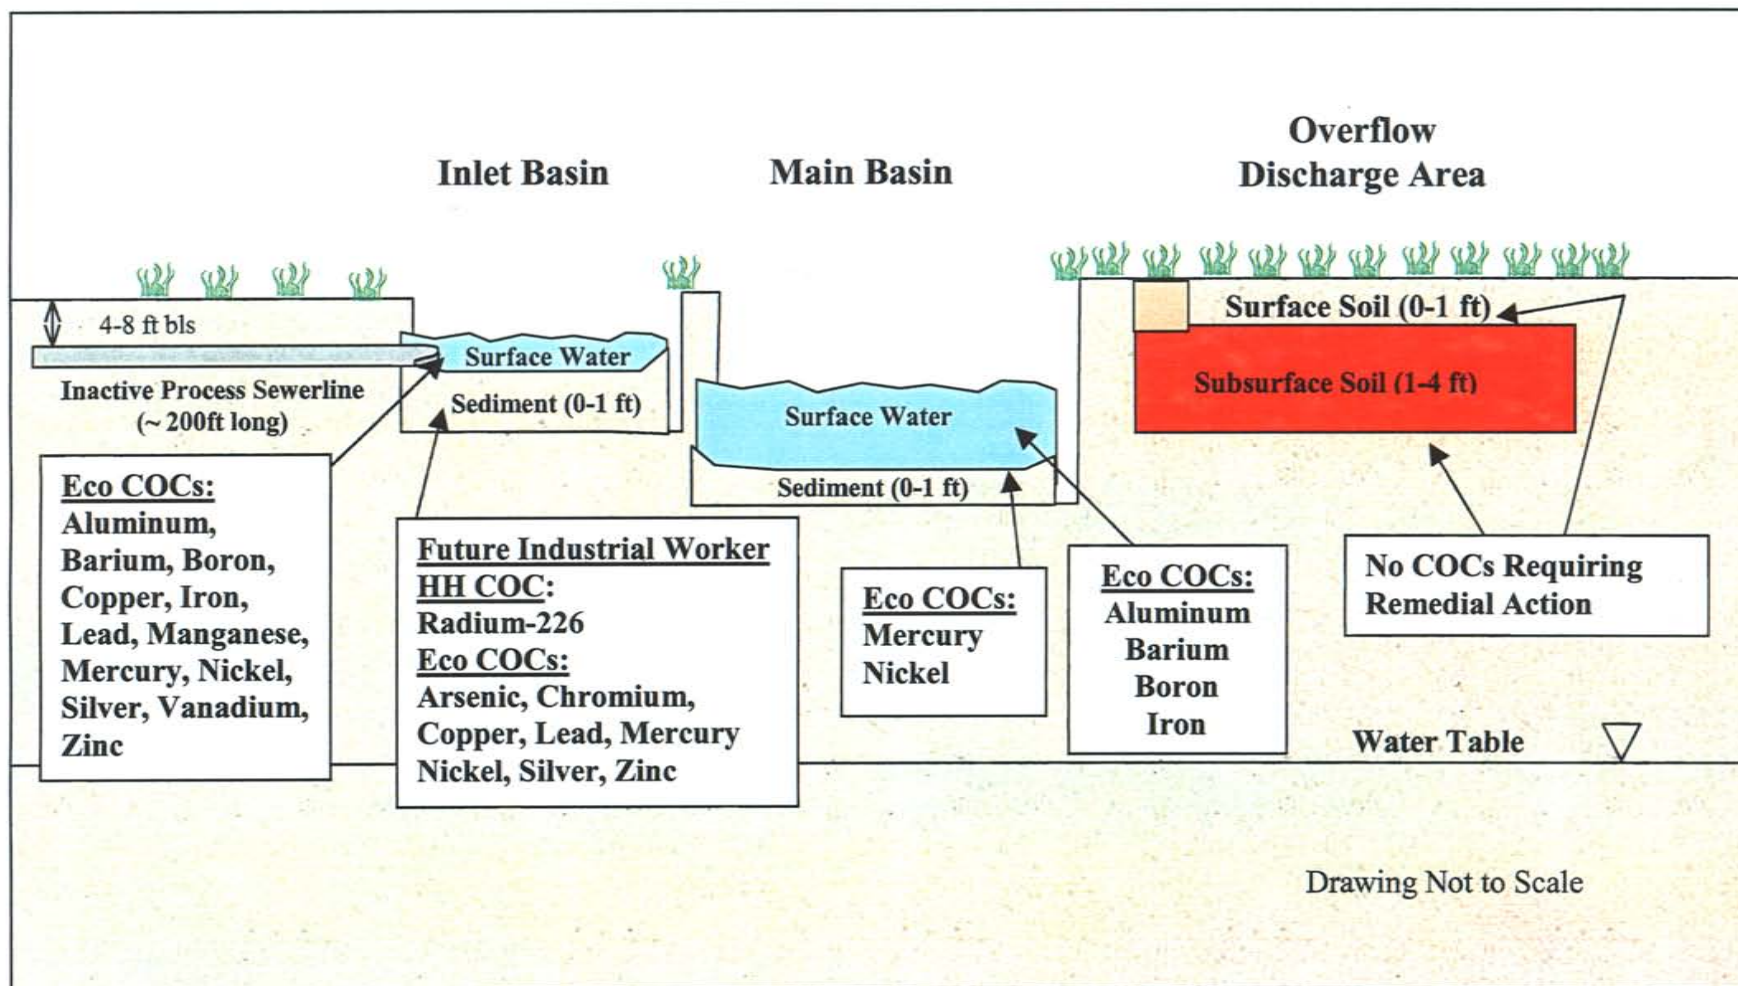 Overflow
Discharge Area
Inlet Basin
Main Basin
4-8 ft bls
Inactive Process Sewerline
(~ 200ft long)
Surface Water
Sediment (0-1 ft)
Surface Water
Sediment (0-1 ft)
Surface Soil (0-1 ft)
Subsurface Soil (1-4 ft)
Eco COCs:
Aluminum,
Barium, Boron,
Copper, Iron,
Lead, Manganese,
Mercury, Nickel,
Silver, Vanadium,
Zinc
Future Industrial Worker
HH COC:
Radium-226
Eco COCs:
Arsenic, Chromium,
Copper, Lead, Mercury
Nickel, Silver, Zinc
Eco COCs:
Mercury
Nickel
Eco COCs:
Aluminum
Barium
Boron
Iron
No COCs Requiring
Remedial Action
Water Table
Drawing Not to Scale